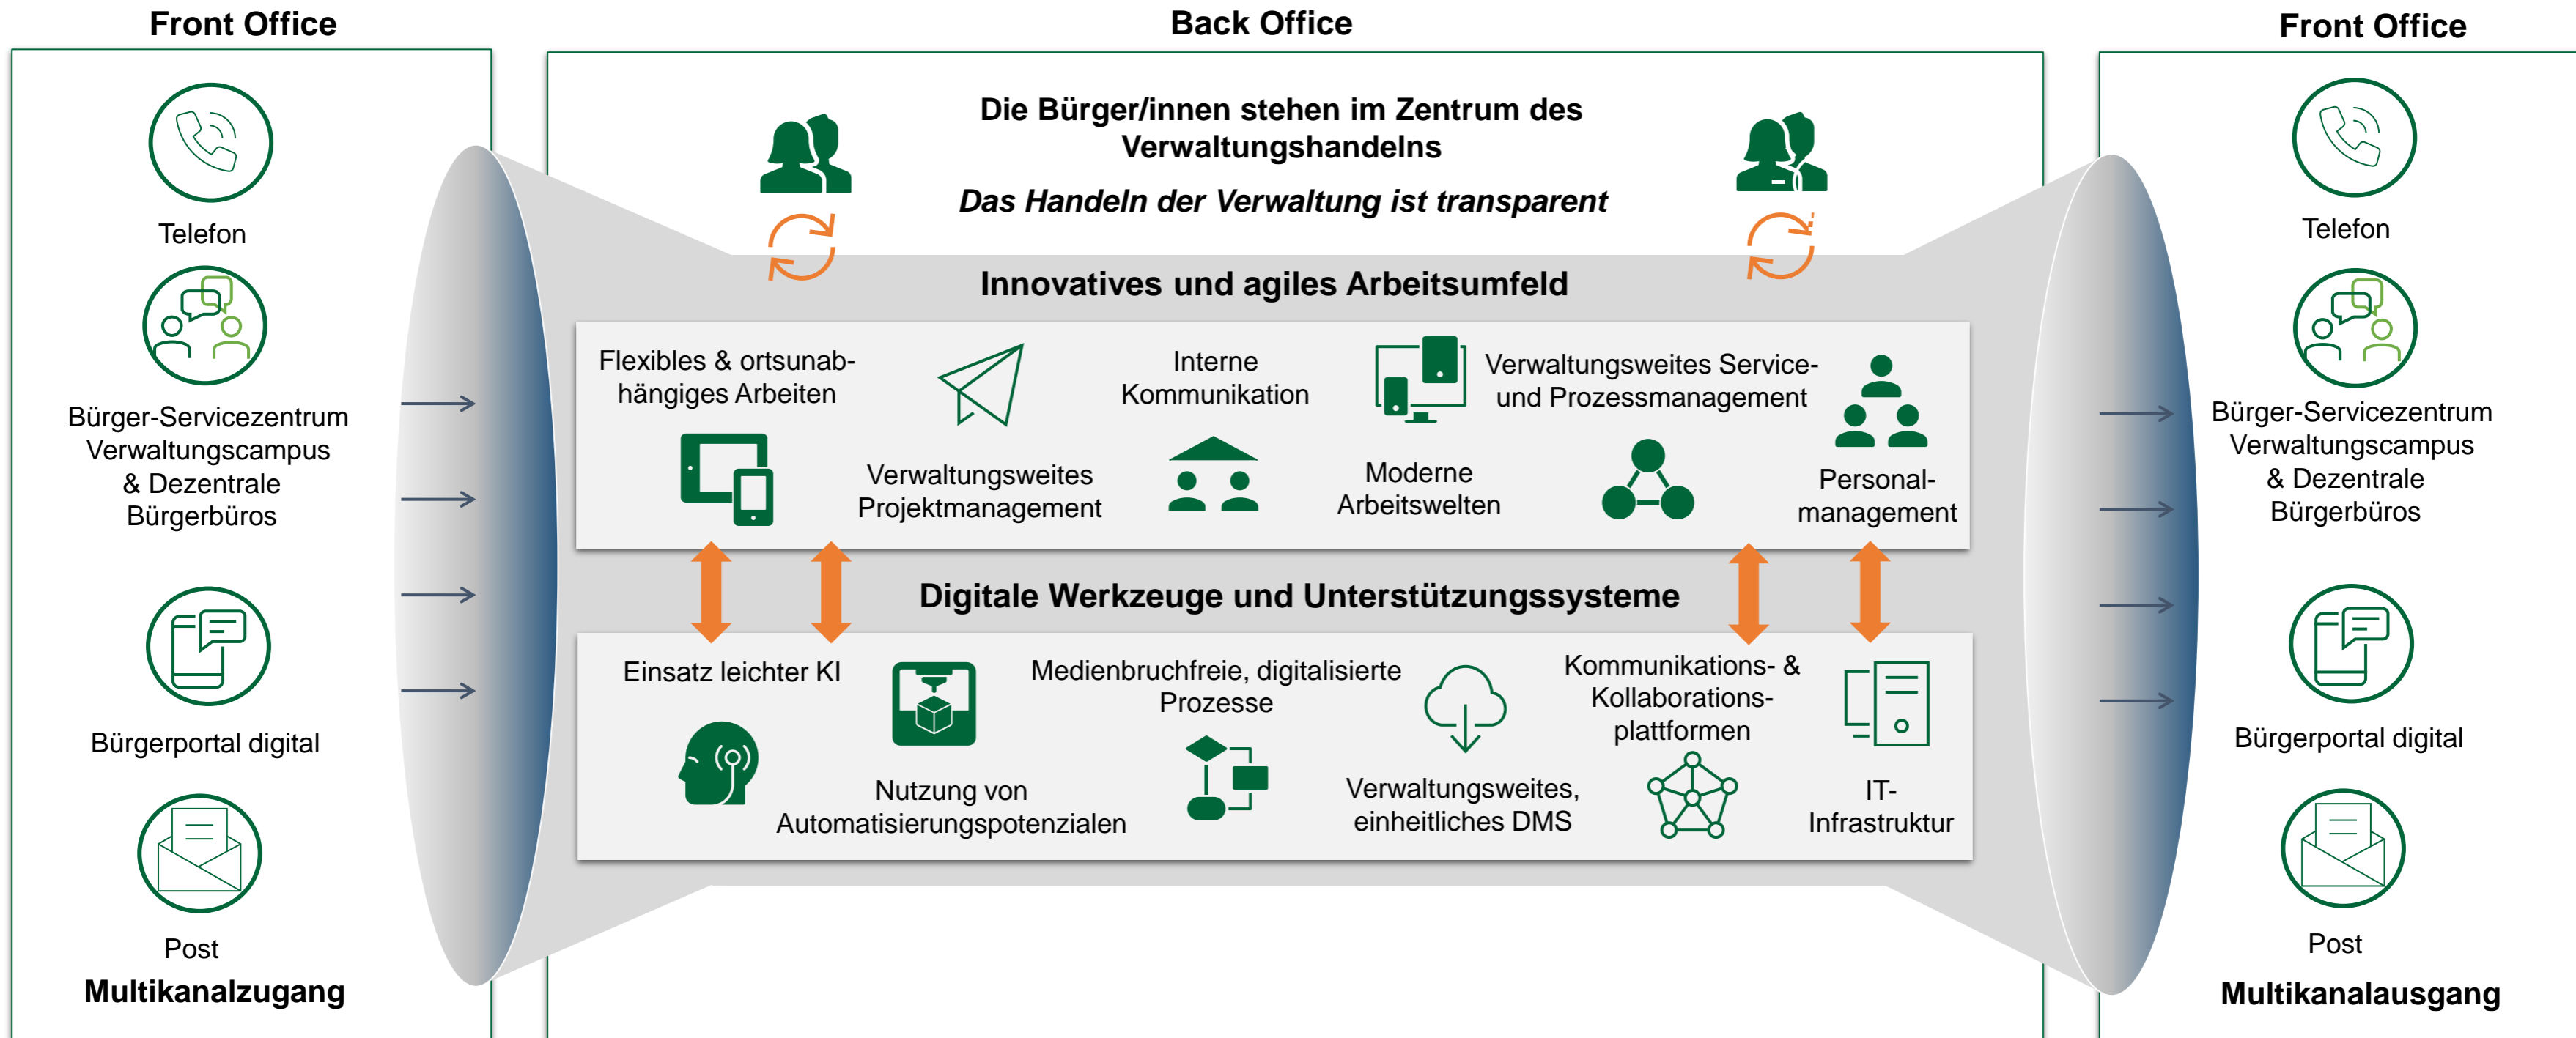 Front Office
Telefon
Bürger-Servicezentrum
Verwaltungscampus
& Dezentrale
Bürgerbüros
Bürgerportal digital
Post
Multikanalzugang
Back Office
Die Bürger/innen stehen im Zentrum des
Verwaltungshandelns
Das Handeln der Verwaltung ist transparent
Innovatives und agiles Arbeitsumfeld
Flexibles & ortsunab-
hängiges Arbeiten
Verwaltungsweites
Projektmanagement
Interne
Kommunikation
Moderne
Arbeitswelten
Verwaltungsweites Service-
und Prozessmanagement
Personal-
management
Digitale Werkzeuge und Unterstützungssysteme
Einsatz leichter KI
Nutzung von
Automatisierungspotenzialen
Medienbruchfreie, digitalisierte
Prozesse
Verwaltungsweites,
einheitliches DMS
Kommunikations- &
Kollaborations-
plattformen
IT-
Infrastruktur
Front Office
Telefon
Bürger-Servicezentrum
Verwaltungscampus
& Dezentrale
Bürgerbüros
Bürgerportal digital
Post
Multikanalausgang